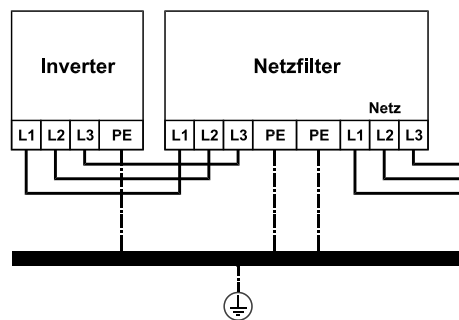 Inverter
Netzfilter
Netz
L1 L2 L3 PE
L1 L2 L3 PE PE L1 L2 L3